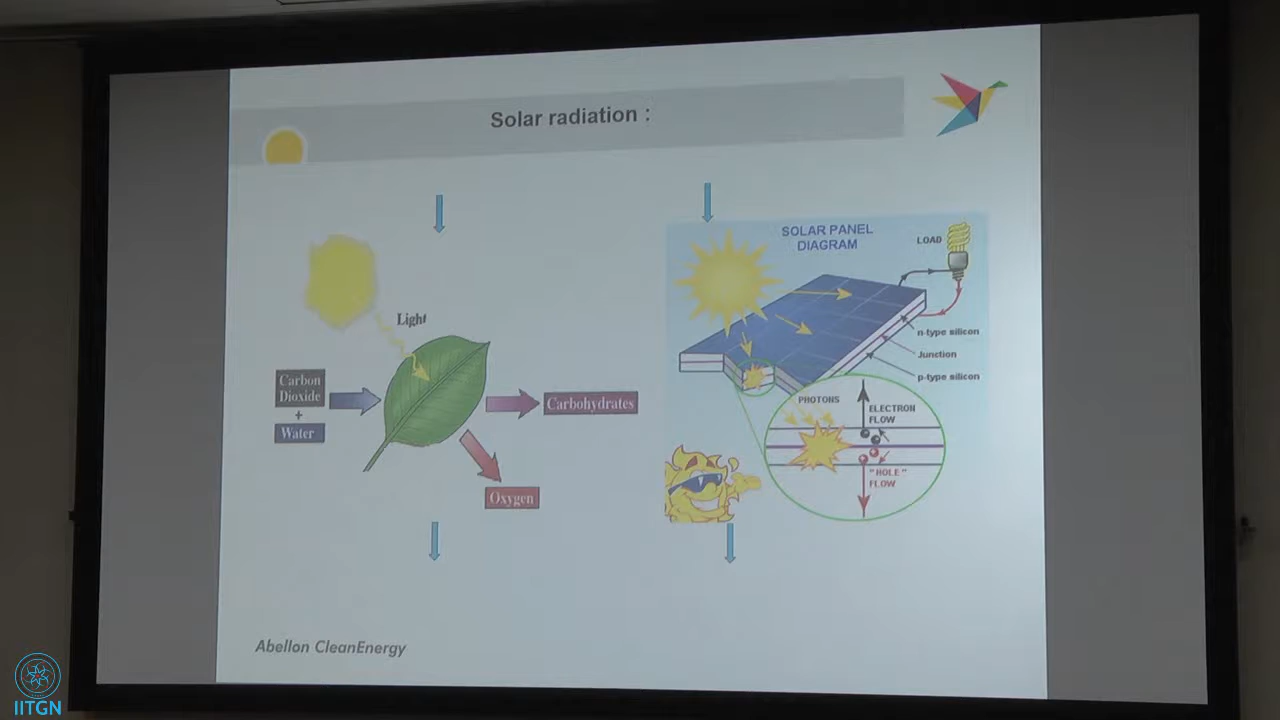 Solar radiation :
Light
Carbon
Dioxide
+
Water
Carbohydrates
Oxygen
SOLAR PANEL
DIAGRAM
LOAD
n-type silicon
Junction
p-type silicon
PHOTONS
ELECTRON
FLOW
"HOLE"
FLOW
Abellon CleanEnergy
IITGN